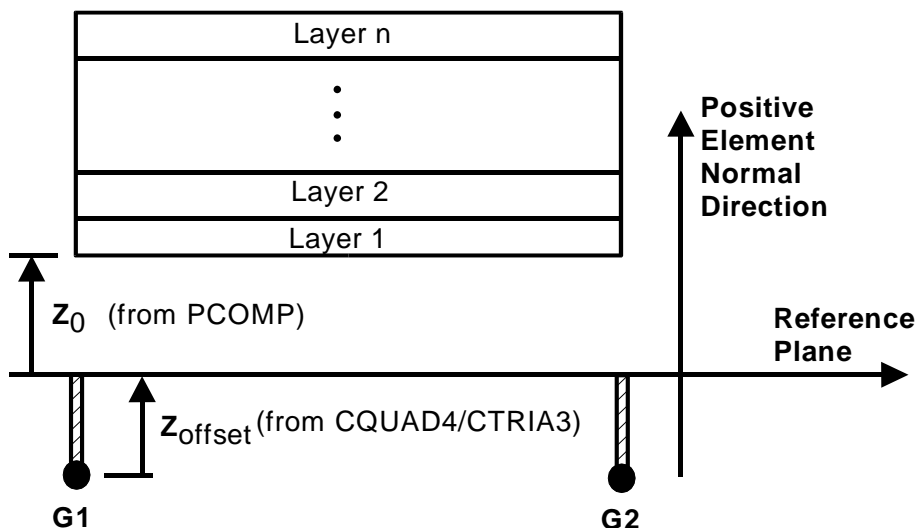 Layer n
Layer 2
Layer 1
Positive
Element
Normal
Direction
Z0 (from PCOMP)
Reference
Plane
Zoffset (from CQUAD4/CTRIA3)
G1
G2